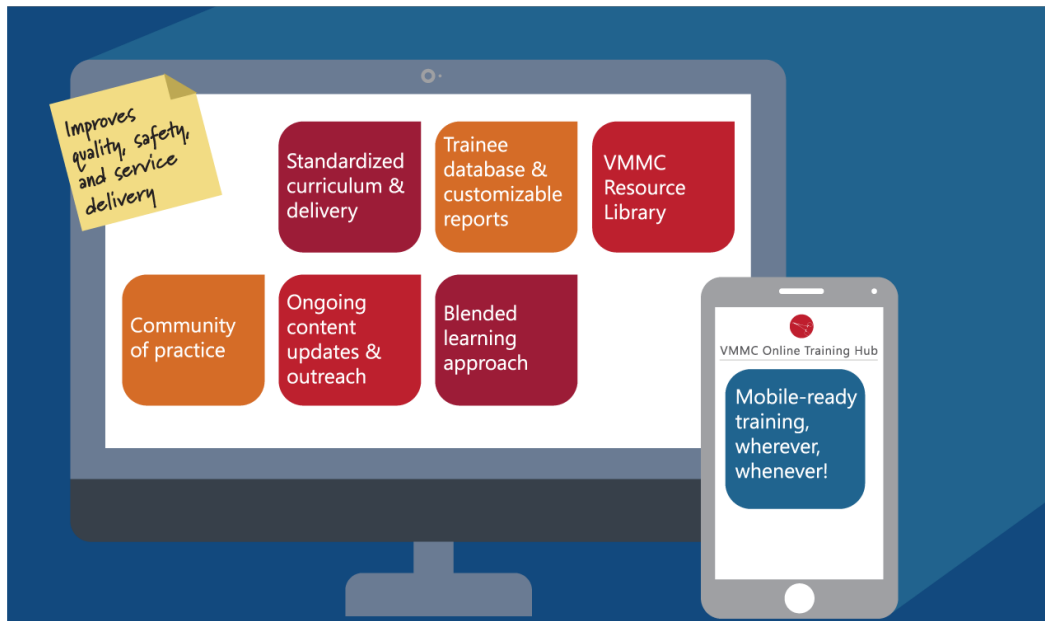 Improves
quality, safety,
and service
delivery
Standardized
curriculum &
delivery
Trainee
database &
customizable
reports
VMMC
Resource
Library
Community
of practice
Ongoing
content
updates &
outreach
Blended
learning
approach
VMMC Online Training Hub
Mobile-ready
training,
wherever,
whenever!